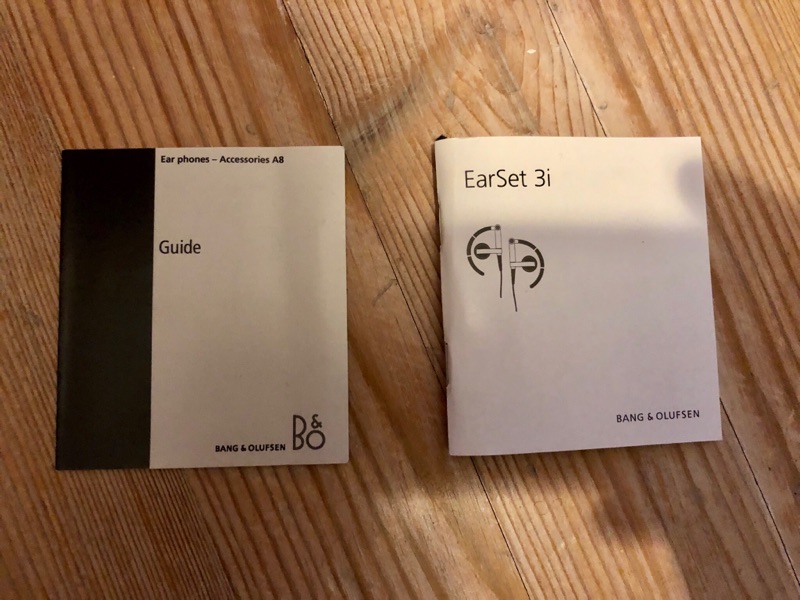 Ear phones – Accessories A8
Guide
BANG & OLUFSEN
B&O
EarSet 3i
BANG & OLUFSEN